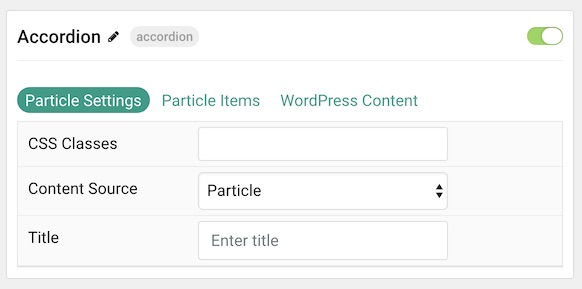 Accordion accordion
Particle Settings Particle Items WordPress Content
CSS Classes
Content Source Particle
Title Enter title